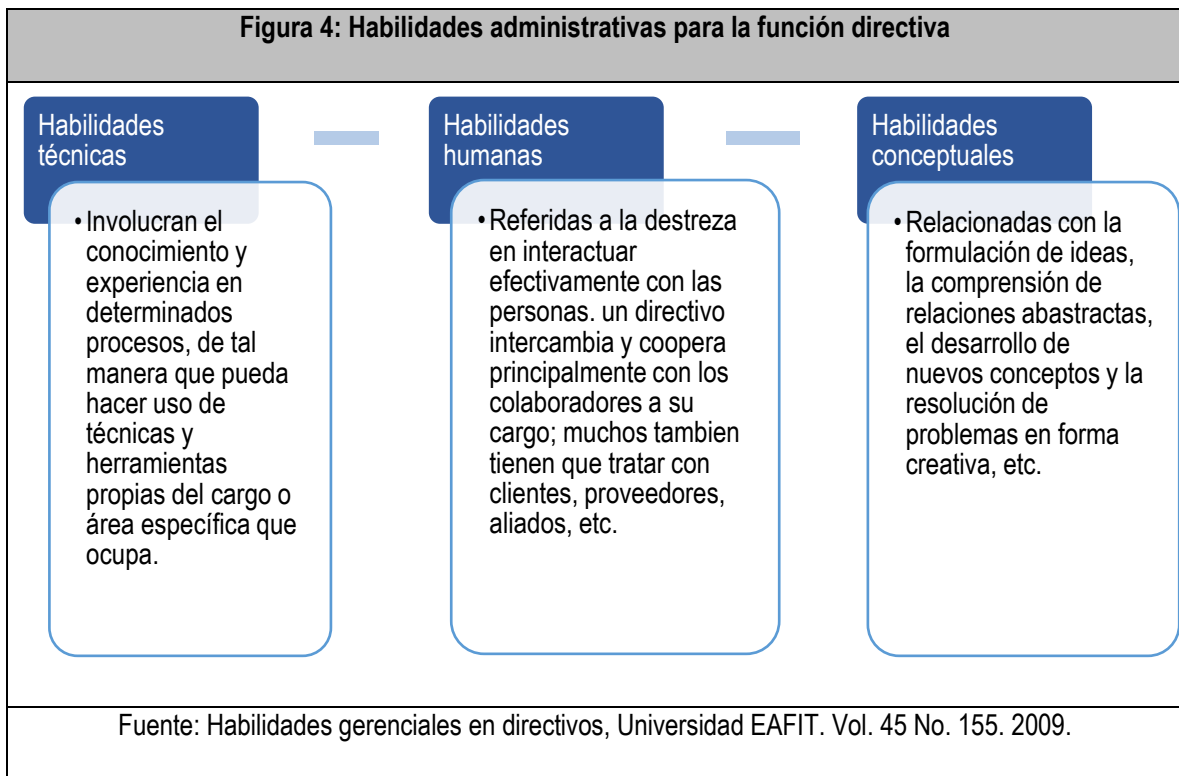 Figura 4: Habilidades administrativas para la función directiva
Habilidades
técnicas
• Involucran el
conocimiento y
experiencia en
determinados
procesos, de tal
manera que pueda
hacer uso de
técnicas y
herramientas
propias del cargo o
área específica que
ocupa.
Habilidades
humanas
• Referidas a la destreza
en interactuar
efectivamente con las
personas. un directivo
intercambia y coopera
principalmente con los
colaboradores a su
cargo; muchos tambien
tienen que tratar con
clientes, proveedores,
aliados, etc.
Habilidades
conceptuales
• Relacionadas con la
formulación de ideas,
la comprensión de
relaciones abastractas,
el desarrollo de
nuevos conceptos y la
resolución de
problemas en forma
creativa, etc.
Fuente: Habilidades gerenciales en directivos, Universidad EAFIT. Vol. 45 No. 155. 2009.